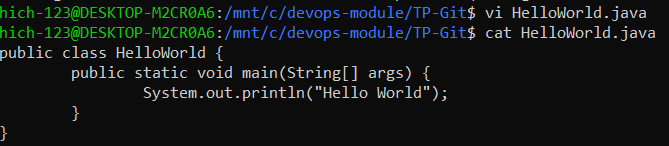 hich-123@DESKTOP-M2CR0A6:/mnt/c/devops-module/TP-Git$ vi HelloWorld.java
hich-123@DESKTOP-M2CR0A6:/mnt/c/devops-module/TP-Git$ cat HelloWorld.java
public class HelloWorld {
        public static void main(String[] args) {
                System.out.println("Hello World");
        }
}